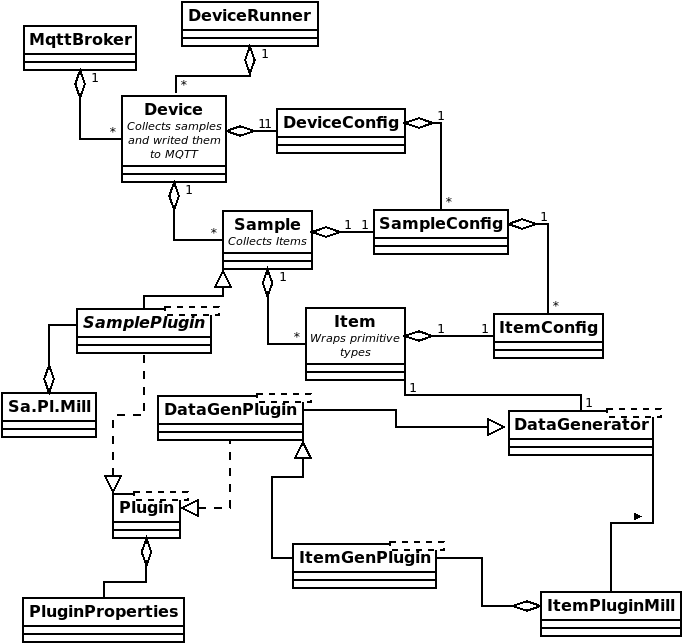 DeviceRunner
MqttBroker
1
1
*
Device
Collects samples
and writed them
to MQTT
*
11
DeviceConfig
1
1
*
*
Sample
Collects Items
1 1
SampleConfig
1
1
*
SamplePlugin
*
Item
Wraps primitive
types
1
1
ItemConfig
Sa.Pl.Mill
1
1
DataGenPlugin
DataGenerator
Plugin
ItemGenPlugin
PluginProperties
ItemPluginMill